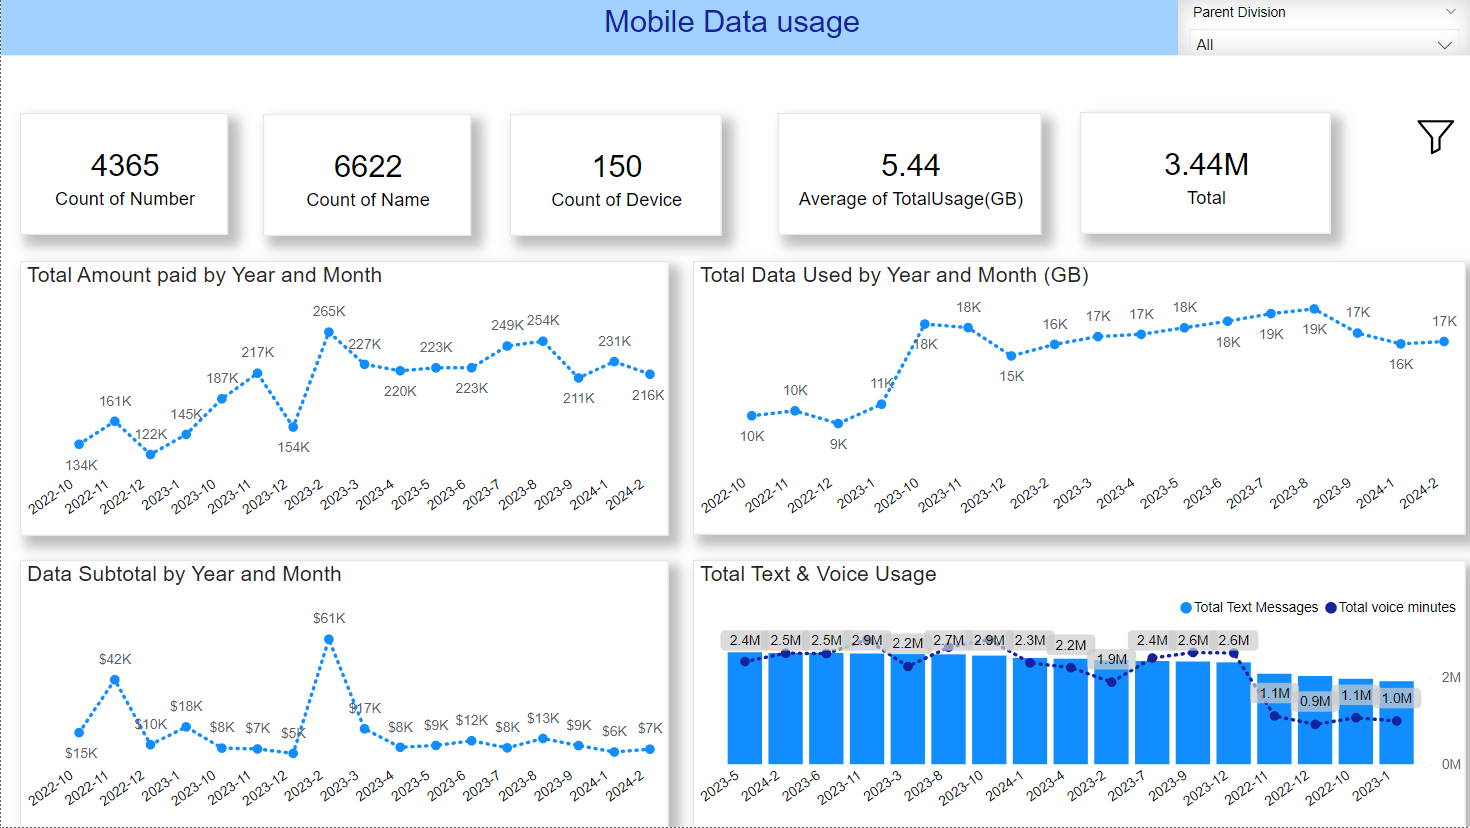 Mobile Data usage
Parent Division
All
4365
Count of Number
6622
Count of Name
150
Count of Device
5.44
Average of TotalUsage(GB)
3.44M
Total
Total Amount paid by Year and Month
134K 161K 122K 145K 187K 217K 154K 265K 227K 220K 223K 223K 249K 254K 211K 231K 216K
2022-10 2022-11 2022-12 2023-1 2023-10 2023-11 2023-12 2023-2 2023-3 2023-4 2023-5 2023-6 2023-7 2023-8 2023-9 2024-1 2024-2
Total Data Used by Year and Month (GB)
10K 10K 9K 11K 18K 18K 15K 16K 17K 17K 18K 18K 19K 19K 17K 16K 17K
2022-10 2022-11 2022-12 2023-1 2023-10 2023-11 2023-12 2023-2 2023-3 2023-4 2023-5 2023-6 2023-7 2023-8 2023-9 2024-1 2024-2
Data Subtotal by Year and Month
$15K $42K $10K $18K $8K $7K $5K $61K $17K $8K $9K $12K $8K $13K $9K $6K $7K
2022-10 2022-11 2022-12 2023-1 2023-10 2023-11 2023-12 2023-2 2023-3 2023-4 2023-5 2023-6 2023-7 2023-8 2023-9 2024-1 2024-2
Total Text & Voice Usage
Total Text Messages Total voice minutes
2.4M 2.5M 2.5M 2.9M 2.2M 2.7M 2.9M 2.3M 2.2M 1.9M 2.4M 2.6M 2.6M 1.1M 0.9M 1.1M 1.0M
2M
0M
2023-5 2024-2 2023-6 2023-11 2023-3 2023-8 2023-10 2024-1 2023-4 2023-2 2023-7 2023-9 2023-12 2022-11 2022-12 2022-10 2023-1